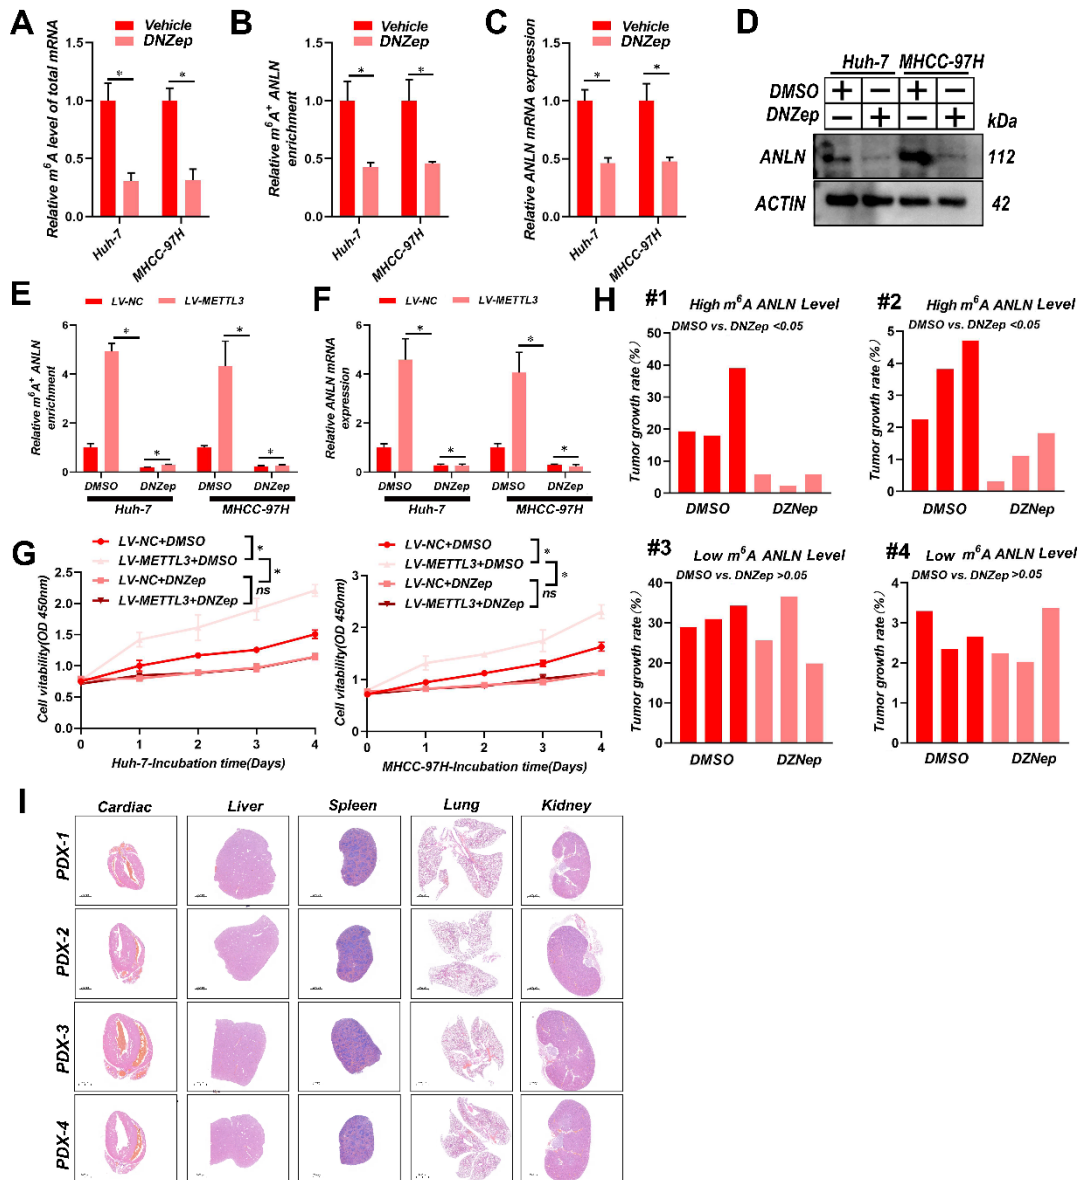 A
Relative m⁶A level of total mRNA
Vehicle
DNZep
1.5
1.0
0.5
0.0
*
*
Huh-7
MHCC-97H
B
Relative m⁶A⁺ ANLN
enrichment
Vehicle
DNZep
1.5
1.0
0.5
0.0
*
*
Huh-7
MHCC-97H
C
Relative ANLN mRNA expression
Vehicle
DNZep
1.5
1.0
0.5
0.0
*
*
Huh-7
MHCC-97H
D
Huh-7 MHCC-97H
DMSO + − + −
DNZep − + − + kDa
ANLN 112
ACTIN 42
E
LV-NC LV-METTL3
Relative m⁶A⁺ ANLN
enrichment
6
4
2
0
*
*
*
*
DMSO DNZep DMSO DNZep
Huh-7 MHCC-97H
F
LV-NC LV-METTL3
Relative ANLN mRNA
expression
6
4
2
0
*
*
*
*
DMSO DNZep DMSO DNZep
Huh-7 MHCC-97H
G
LV-NC+DMSO
LV-METTL3+DMSO
LV-NC+DNZep
LV-METTL3+DNZep
*
*
ns
Cell vitability(OD 450nm)
2.5
2.0
1.5
1.0
0.5
0.0
0 1 2 3 4
Huh-7-Incubation time(Days)
LV-NC+DMSO
LV-METTL3+DMSO
LV-NC+DNZep
LV-METTL3+DNZep
*
*
ns
Cell vitability(OD 450nm)
3
2
1
0
0 1 2 3 4
MHCC-97H-Incubation time(Days)
H
#1 High m⁶A ANLN Level
DMSO vs. DNZep <0.05
Tumor growth rate(%)
50
40
30
20
10
0
DMSO DZNep
#2 High m⁶A ANLN Level
DMSO vs. DNZep <0.05
Tumor growth rate(%)
5
4
3
2
1
0
DMSO DZNep
#3 Low m⁶A ANLN Level
DMSO vs. DNZep >0.05
Tumor growth rate(%)
40
30
20
10
0
DMSO DZNep
#4 Low m⁶A ANLN Level
DMSO vs. DNZep >0.05
Tumor growth rate(%)
4
3
2
1
0
DMSO DZNep
I
Cardiac Liver Spleen Lung Kidney
PDX-1
PDX-2
PDX-3
PDX-4